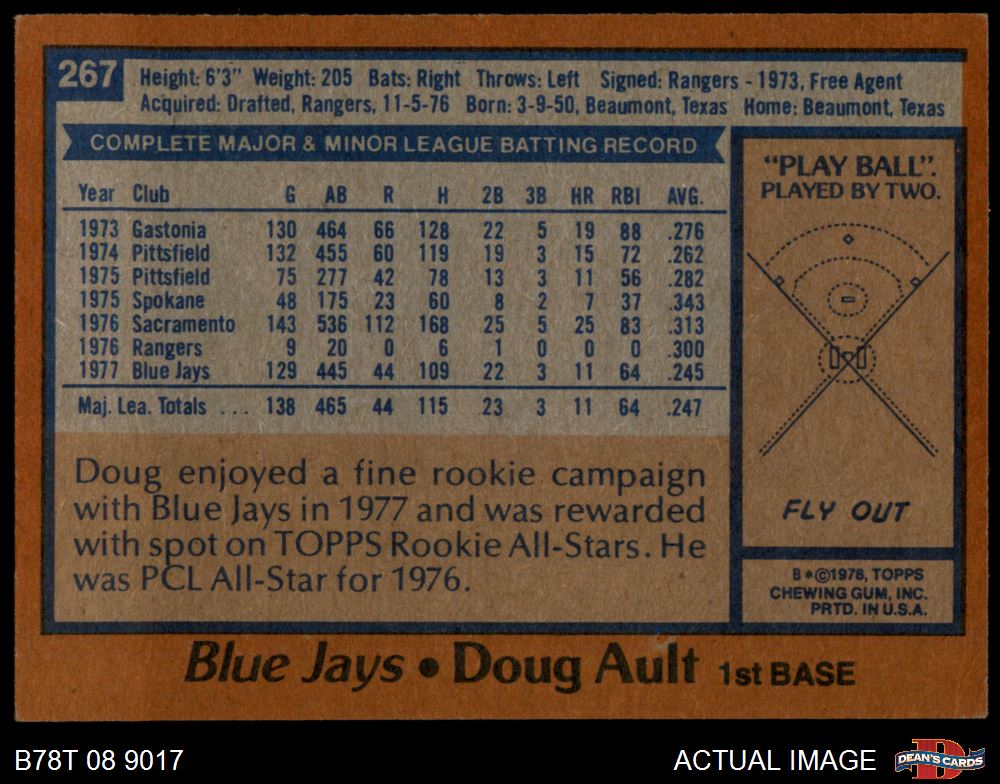 267
Height: 6'3" Weight: 205 Bats: Right Throws: Left Signed: Rangers - 1973, Free Agent
Acquired: Drafted, Rangers, 11-5-76 Born: 3-9-50, Beaumont, Texas Home: Beaumont, Texas
COMPLETE MAJOR & MINOR LEAGUE BATTING RECORD
Year Club G AB R H 2B 3B HR RBI AVG.
1973 Gastonia 130 464 66 128 22 5 19 88 .276
1974 Pittsfield 132 455 60 119 19 3 15 72 .262
1975 Pittsfield 75 277 42 78 13 3 11 56 .282
1975 Spokane 48 175 23 60 8 2 7 37 .343
1976 Sacramento 143 536 112 168 25 5 25 83 .313
1976 Rangers 9 20 0 6 1 0 0 0 .300
1977 Blue Jays 129 445 44 109 22 3 11 64 .245
Maj. Lea. Totals ... 138 465 44 115 23 3 11 64 .247
Doug enjoyed a fine rookie campaign
with Blue Jays in 1977 and was rewarded
with spot on TOPPS Rookie All-Stars. He
was PCL All-Star for 1976.
"PLAY BALL".
PLAYED BY TWO.
FLY OUT
B*©1978, TOPPS
CHEWING GUM, INC.
PRTD. IN U.S.A.
Blue Jays • Doug Ault 1st BASE
B78T 08 9017
ACTUAL IMAGE
DEAN'S CARDS